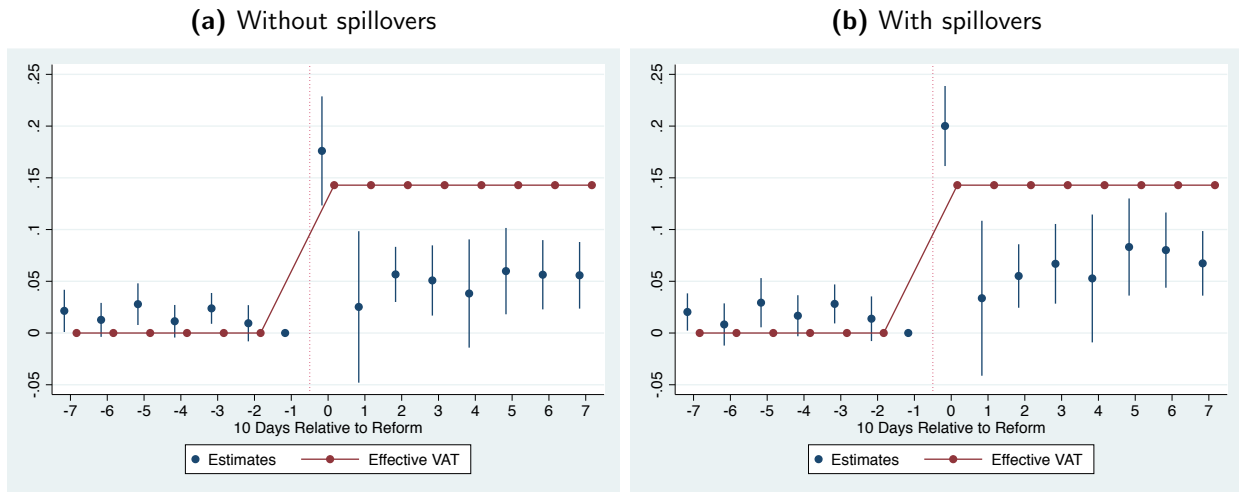 (a) Without spillovers
.25
.2
.15
.1
.05
0
-.05
-7 -6 -5 -4 -3 -2 -1 0 1 2 3 4 5 6 7
10 Days Relative to Reform
Estimates Effective VAT
(b) With spillovers
.25
.2
.15
.1
.05
0
-.05
-7 -6 -5 -4 -3 -2 -1 0 1 2 3 4 5 6 7
10 Days Relative to Reform
Estimates Effective VAT